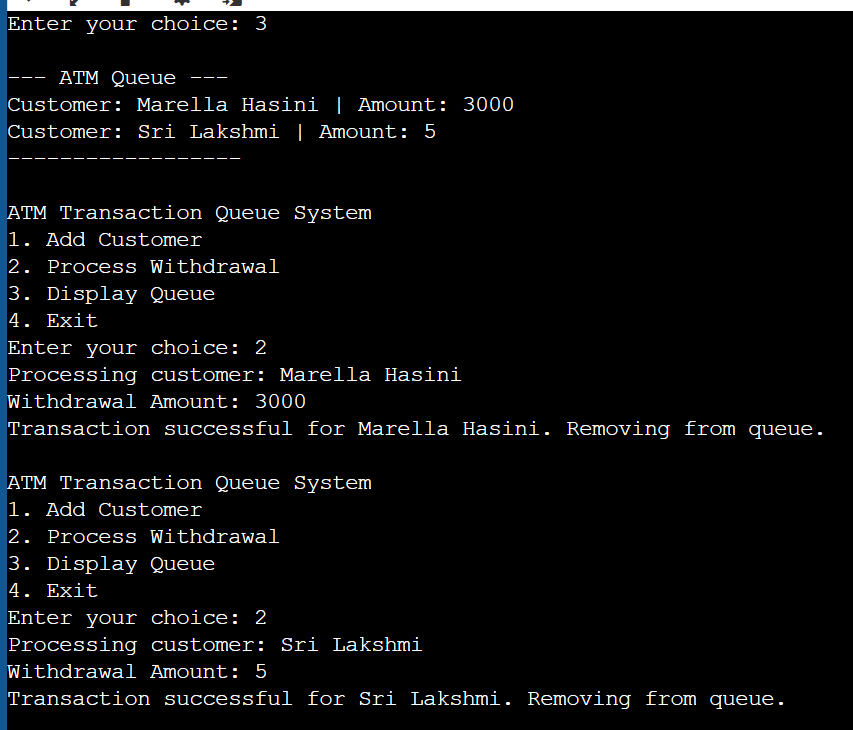 Enter your choice: 3
--- ATM Queue ---
Customer: Marella Hasini | Amount: 3000
Customer: Sri Lakshmi | Amount: 5
------------------
ATM Transaction Queue System
1. Add Customer
2. Process Withdrawal
3. Display Queue
4. Exit
Enter your choice: 2
Processing customer: Marella Hasini
Withdrawal Amount: 3000
Transaction successful for Marella Hasini. Removing from queue.
ATM Transaction Queue System
1. Add Customer
2. Process Withdrawal
3. Display Queue
4. Exit
Enter your choice: 2
Processing customer: Sri Lakshmi
Withdrawal Amount: 5
Transaction successful for Sri Lakshmi. Removing from queue.